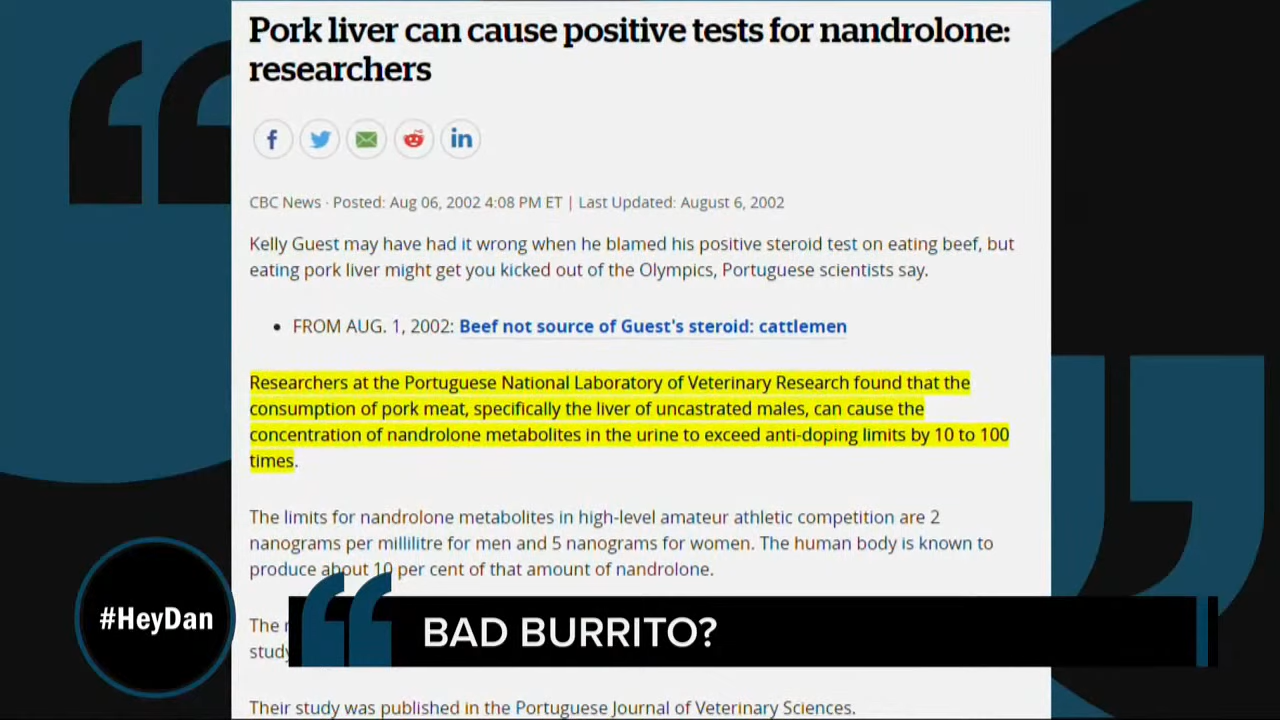 Pork liver can cause positive tests for nandrolone:
researchers
CBC News · Posted: Aug 06, 2002 4:08 PM ET | Last Updated: August 6, 2002
Kelly Guest may have had it wrong when he blamed his positive steroid test on eating beef, but
eating pork liver might get you kicked out of the Olympics, Portuguese scientists say.
• FROM AUG. 1, 2002: Beef not source of Guest's steroid: cattlemen
Researchers at the Portuguese National Laboratory of Veterinary Research found that the
consumption of pork meat, specifically the liver of uncastrated males, can cause the
concentration of nandrolone metabolites in the urine to exceed anti-doping limits by 10 to 100
times.
The limits for nandrolone metabolites in high-level amateur athletic competition are 2
nanograms per millilitre for men and 5 nanograms for women. The human body is known to
produce about 10 per cent of that amount of nandrolone.
The
study
#HeyDan
BAD BURRITO?
Their study was published in the Portuguese Journal of Veterinary Sciences.